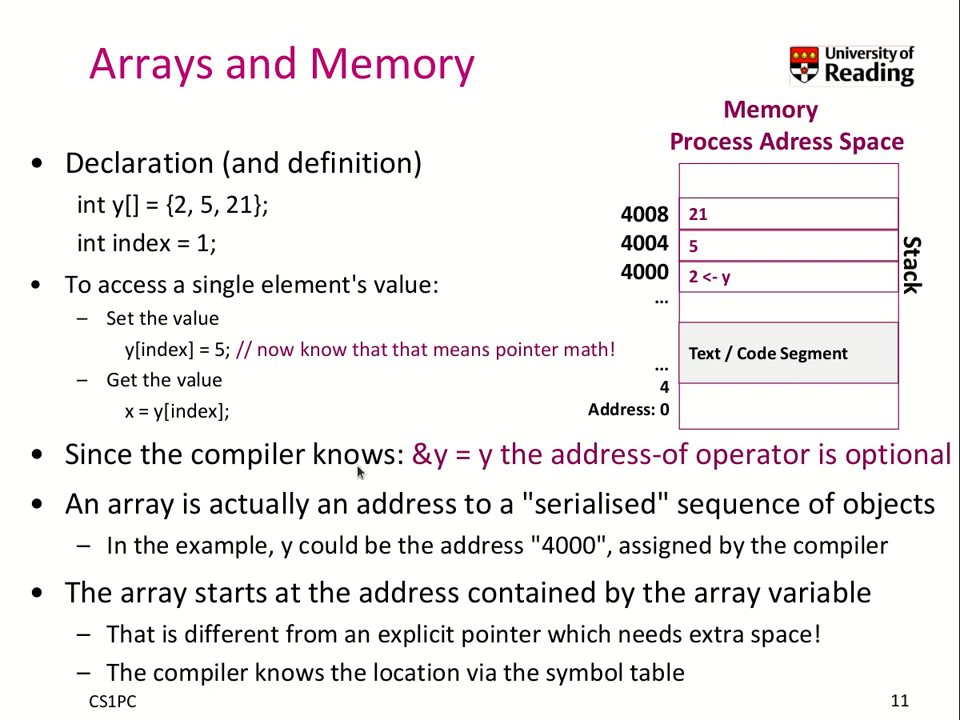 Arrays and Memory
University of
Reading
Memory
Process Adress Space
• Declaration (and definition)
int y[] = {2, 5, 21};
int index = 1;
• To access a single element's value:
– Set the value
y[index] = 5; // now know that that means pointer math!
– Get the value
x = y[index];
4008 21
4004 5
4000 2 <- y
...
Stack
Text / Code Segment
...
4
Address: 0
• Since the compiler knows: &y = y the address-of operator is optional
• An array is actually an address to a "serialised" sequence of objects
– In the example, y could be the address "4000", assigned by the compiler
• The array starts at the address contained by the array variable
– That is different from an explicit pointer which needs extra space!
– The compiler knows the location via the symbol table
CS1PC
11